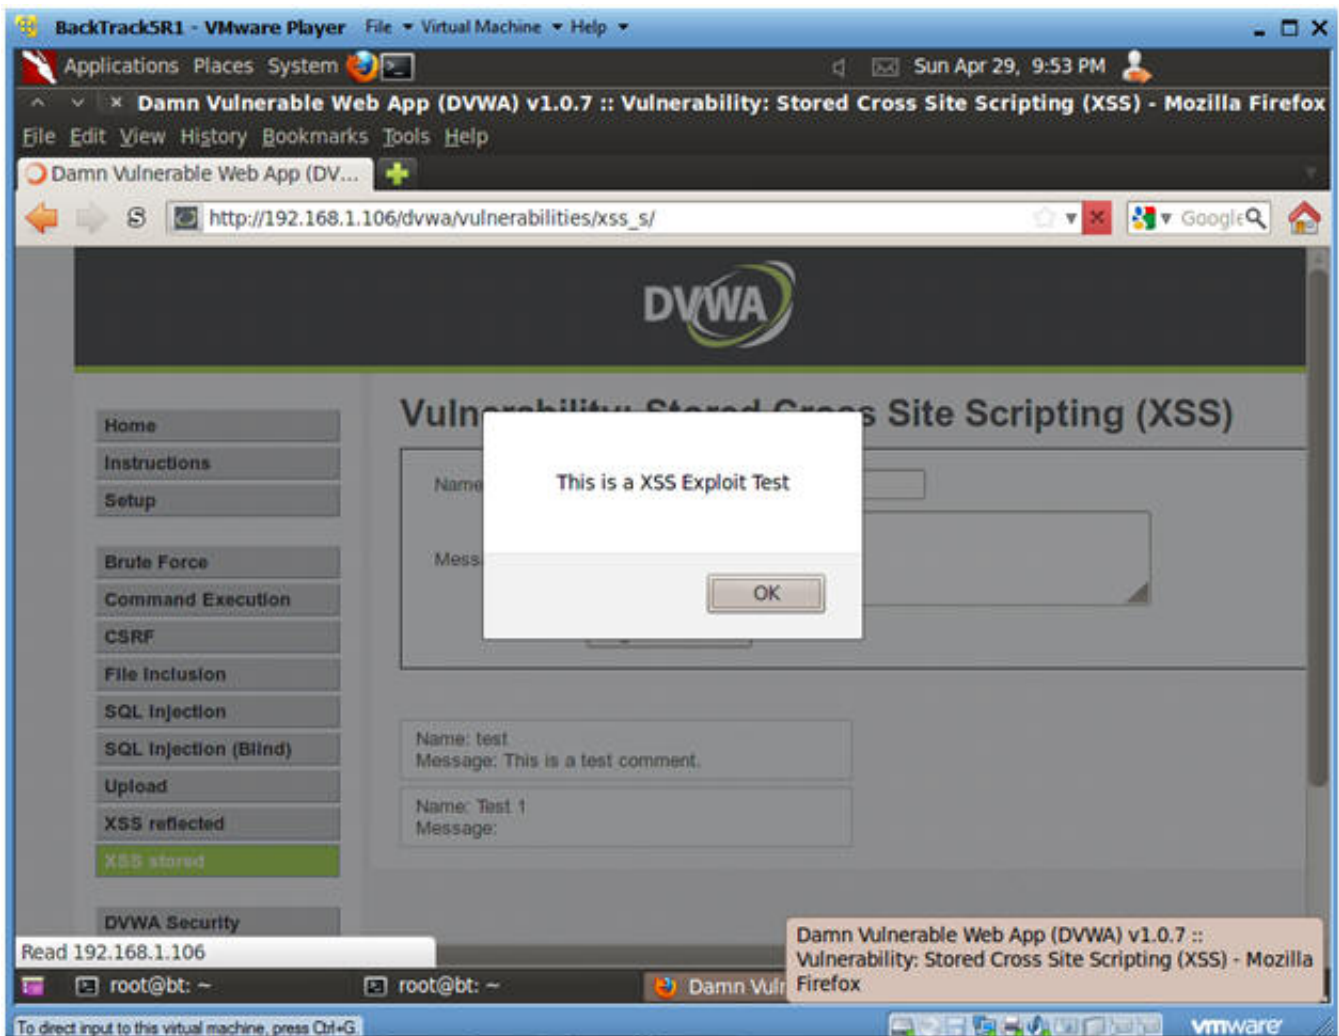 BackTrack5R1 - VMware Player File Virtual Machine Help
Applications Places System Sun Apr 29, 9:53 PM
Damn Vulnerable Web App (DVWA) v1.0.7 :: Vulnerability: Stored Cross Site Scripting (XSS) - Mozilla Firefox
File Edit View History Bookmarks Tools Help
Damn Vulnerable Web App (DV...
http://192.168.1.106/dvwa/vulnerabilities/xss_s/ Google
DVWA
Vuln Site Scripting (XSS)
Home
Instructions
Setup
Brute Force
Command Execution
CSRF
File Inclusion
SQL Injection
SQL Injection (Blind)
Upload
XSS reflected
XSS stored
DVWA Security
Name
Mess
This is a XSS Exploit Test
OK
Name: test
Message: This is a test comment.
Name: Test 1
Message:
Read 192.168.1.106
Damn Vulnerable Web App (DVWA) v1.0.7 ::
Vulnerability: Stored Cross Site Scripting (XSS) - Mozilla
Firefox
root@bt: ~ root@bt: ~ Damn Vuln
To direct input to this virtual machine, press Ctrl+G. vmware